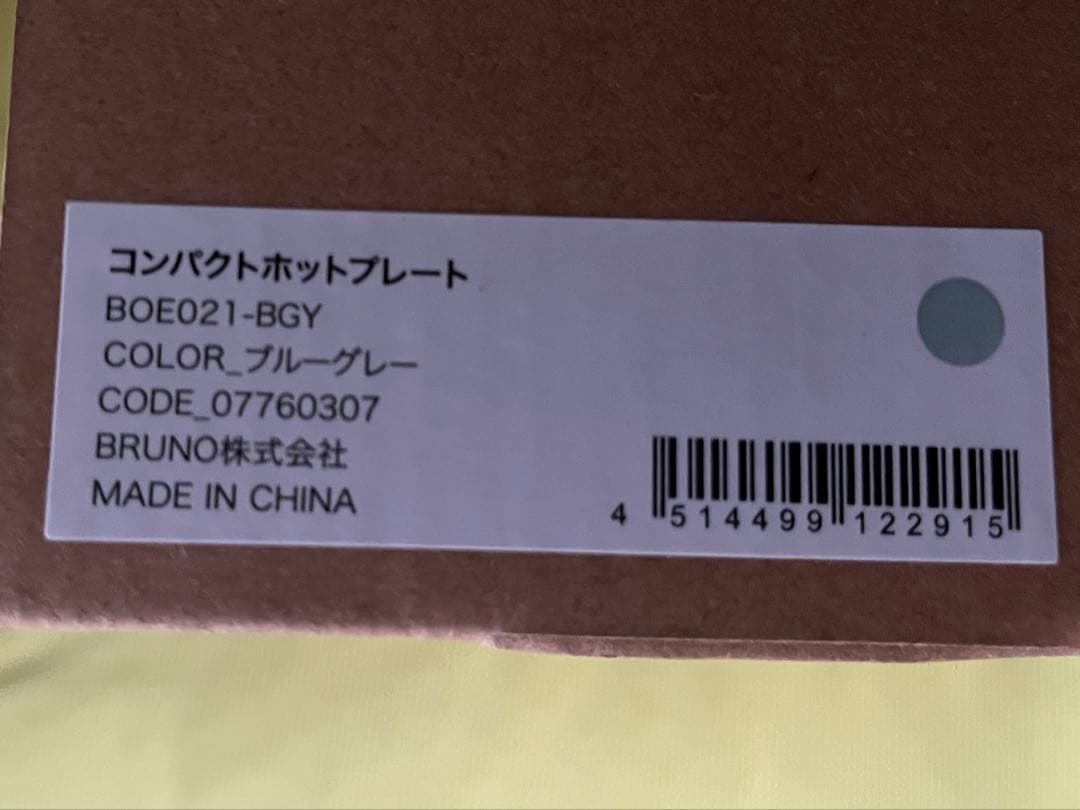 コンパクトホットプレート
BOE021-BGY
COLOR_ブルーグレー
CODE_07760307
BRUNO株式会社
MADE IN CHINA
4 514499 122915